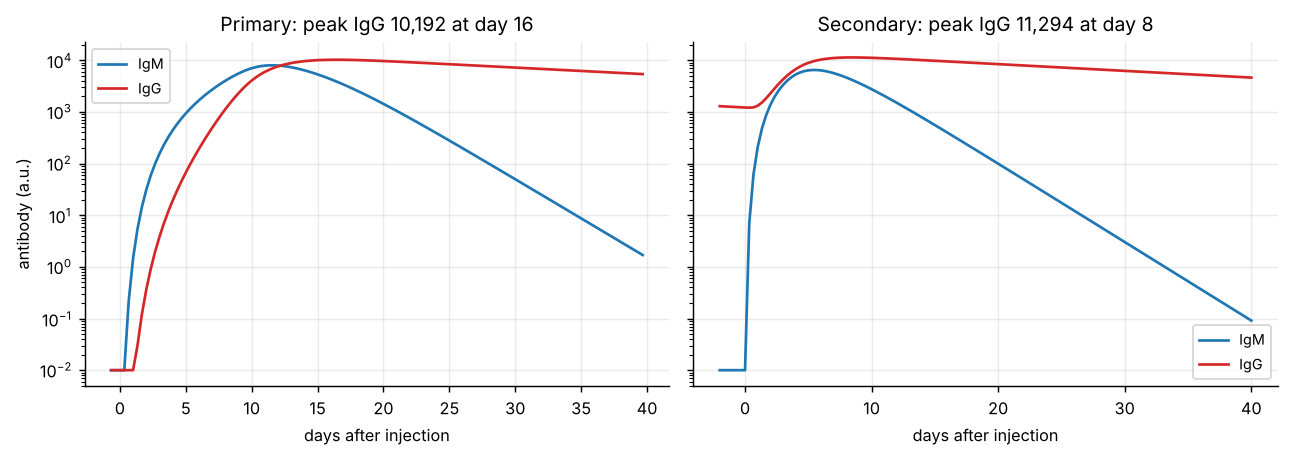 Primary: peak IgG 10,192 at day 16
Secondary: peak IgG 11,294 at day 8
IgM
IgG
antibody (a.u.)
10⁴
10³
10²
10¹
10⁰
10⁻¹
10⁻²
0 5 10 15 20 25 30 35 40
days after injection
IgM
IgG
0 10 20 30 40
days after injection